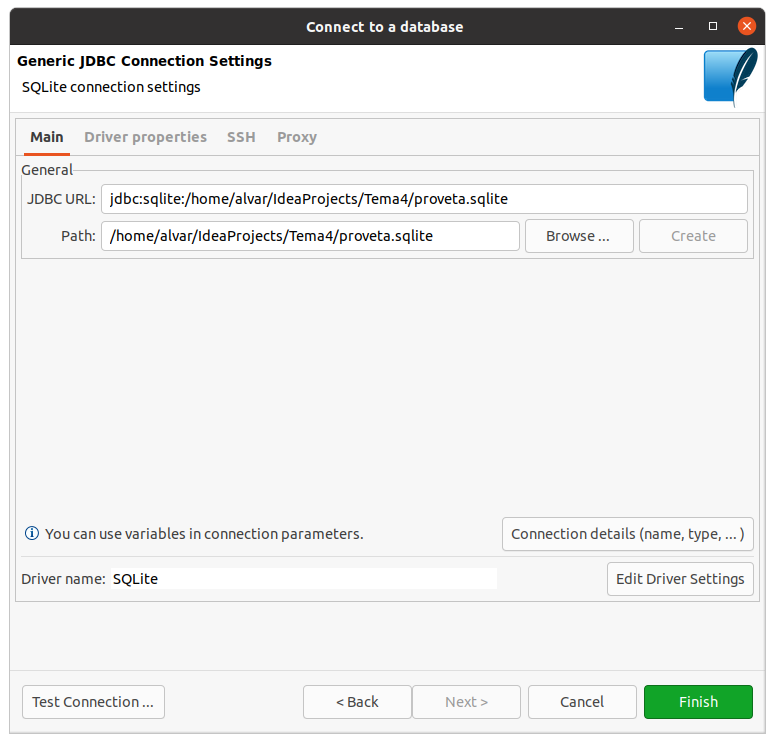 Connect to a database
Generic JDBC Connection Settings
SQLite connection settings
Main Driver properties SSH Proxy
General
JDBC URL: jdbc:sqlite:/home/alvar/IdeaProjects/Tema4/proveta.sqlite
Path: /home/alvar/IdeaProjects/Tema4/proveta.sqlite Browse ... Create
You can use variables in connection parameters. Connection details (name, type, ... )
Driver name: SQLite Edit Driver Settings
Test Connection ... < Back Next > Cancel Finish